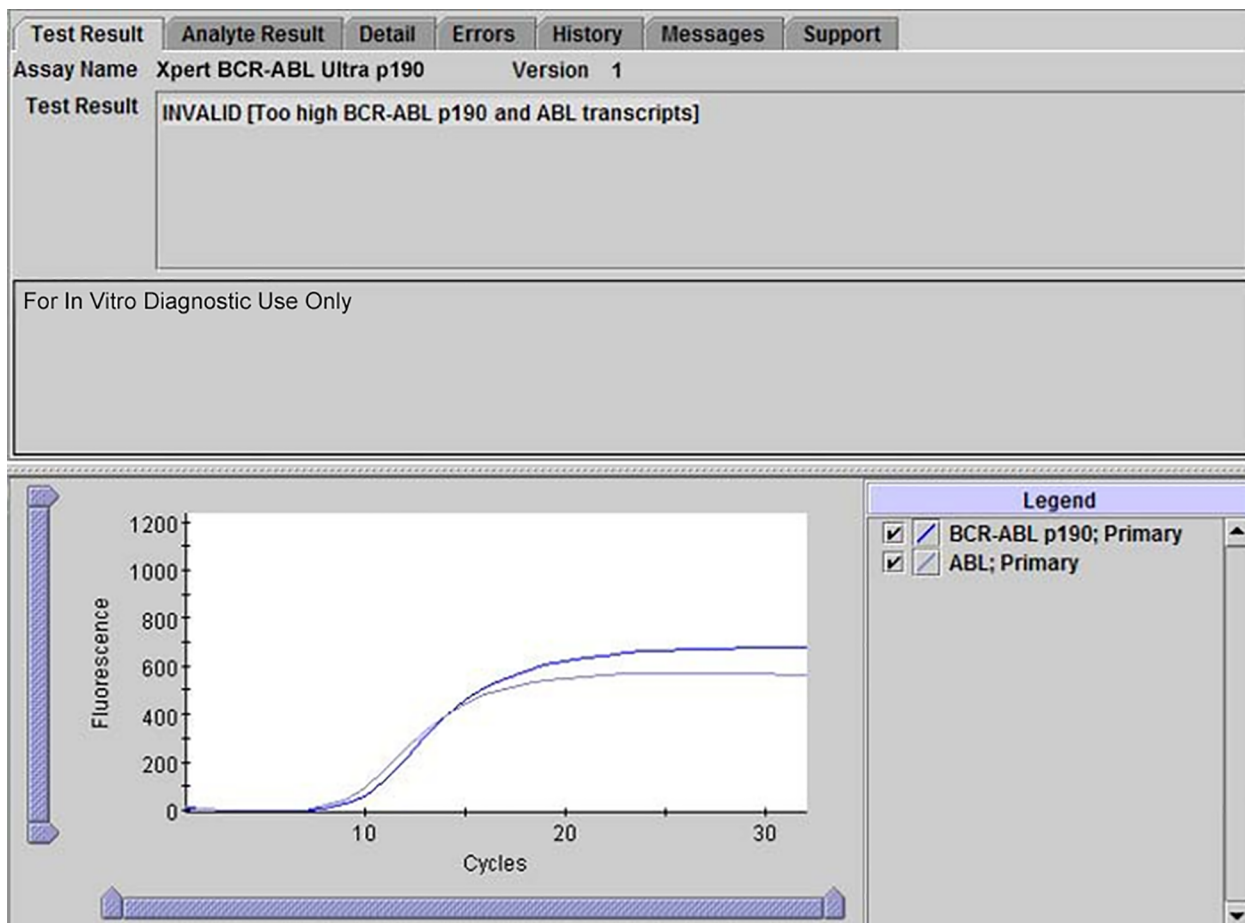 Test Result Analyte Result Detail Errors History Messages Support
Assay Name Xpert BCR-ABL Ultra p190 Version 1
Test Result INVALID [Too high BCR-ABL p190 and ABL transcripts]
For In Vitro Diagnostic Use Only
Legend
BCR-ABL p190; Primary
ABL; Primary
1200
1000
800
600
400
200
0
Fluorescence
10 20 30
Cycles